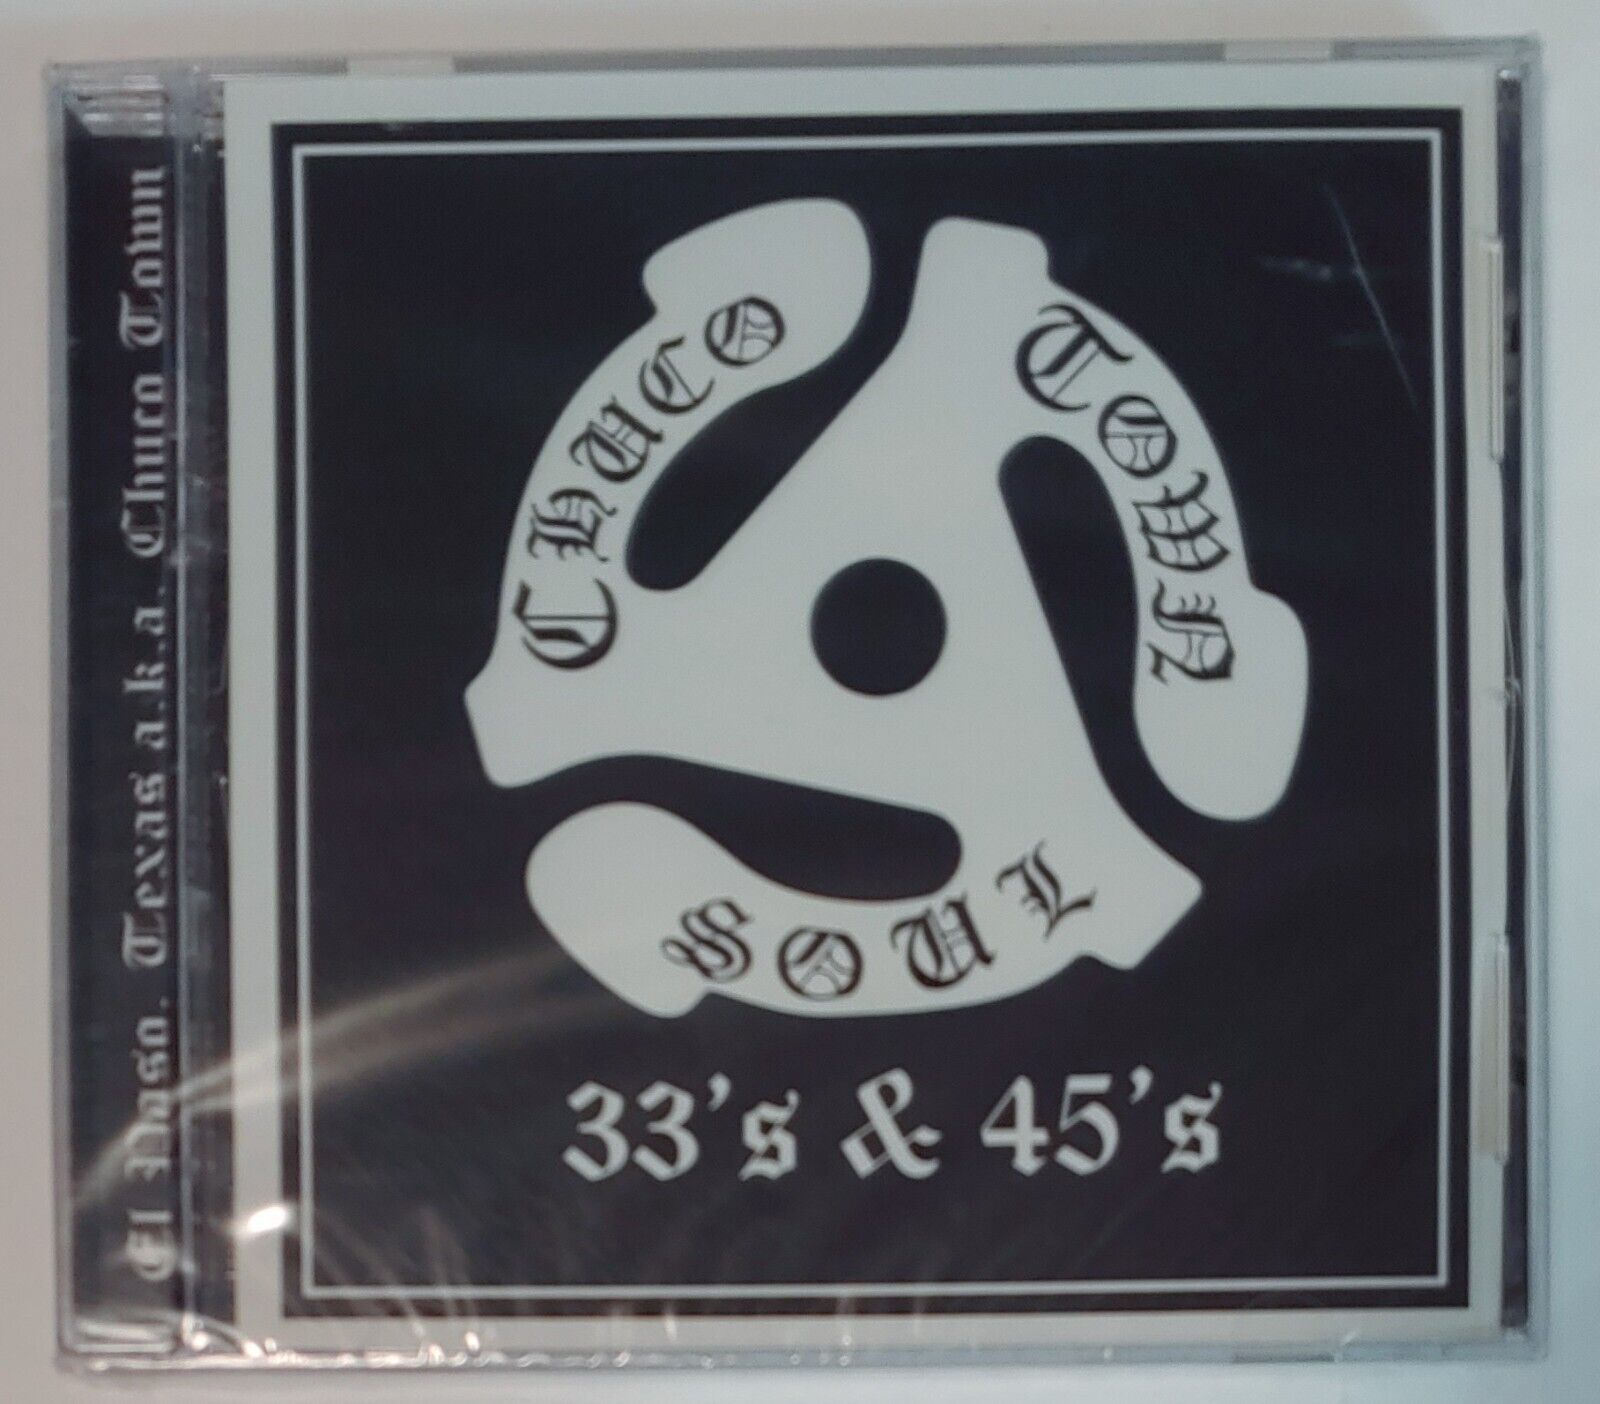 El Paso, Texas a.k.a. Chuco Town
CHUCO
TOWN
SOUL
33's & 45's